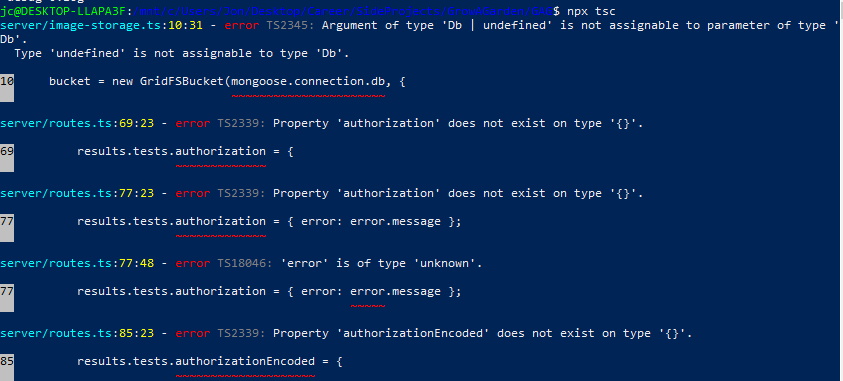 jc@DESKTOP-LLAPA3F: $ npx tsc
server/image-storage.ts:10:31 - error TS2345: Argument of type 'Db | undefined' is not assignable to parameter of type '
Db'.
Type 'undefined' is not assignable to type 'Db'.
10 bucket = new GridFSBucket(mongoose.connection.db, {
~~~~~~~~~~~~~~~~~~~~~~
server/routes.ts:69:23 - error TS2339: Property 'authorization' does not exist on type '{}'.
69 results.tests.authorization = {
~~~~~~~~~~~~~
server/routes.ts:77:23 - error TS2339: Property 'authorization' does not exist on type '{}'.
77 results.tests.authorization = { error: error.message };
~~~~~~~~~~~~~
server/routes.ts:77:48 - error TS18046: 'error' is of type 'unknown'.
77 results.tests.authorization = { error: error.message };
~~~~~
server/routes.ts:85:23 - error TS2339: Property 'authorizationEncoded' does not exist on type '{}'.
85 results.tests.authorizationEncoded = {
~~~~~~~~~~~~~~~~~~~~